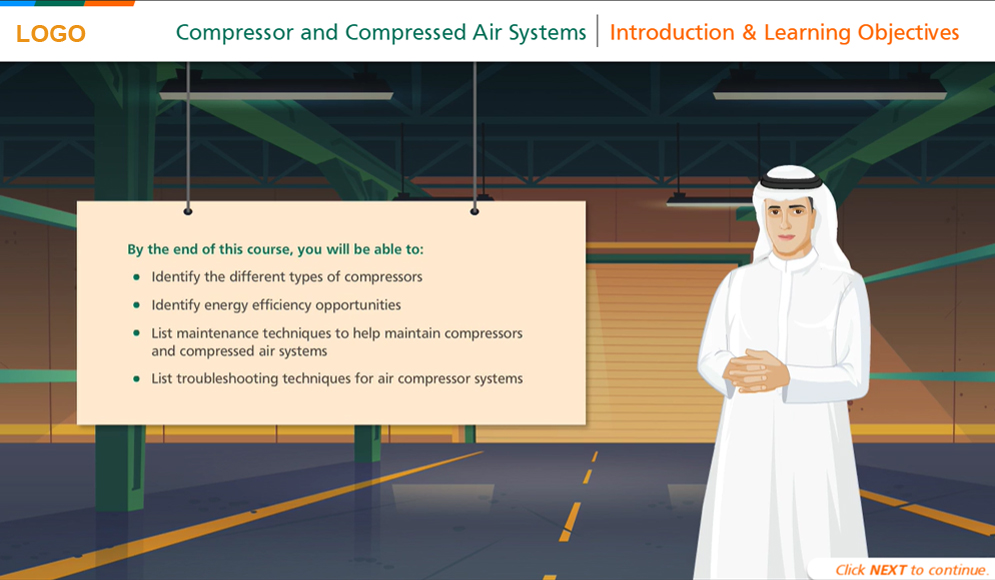 LOGO
Compressor and Compressed Air Systems
Introduction & Learning Objectives
By the end of this course, you will be able to:
• Identify the different types of compressors
• Identify energy efficiency opportunities
• List maintenance techniques to help maintain compressors
and compressed air systems
• List troubleshooting techniques for air compressor systems
Click NEXT to continue.